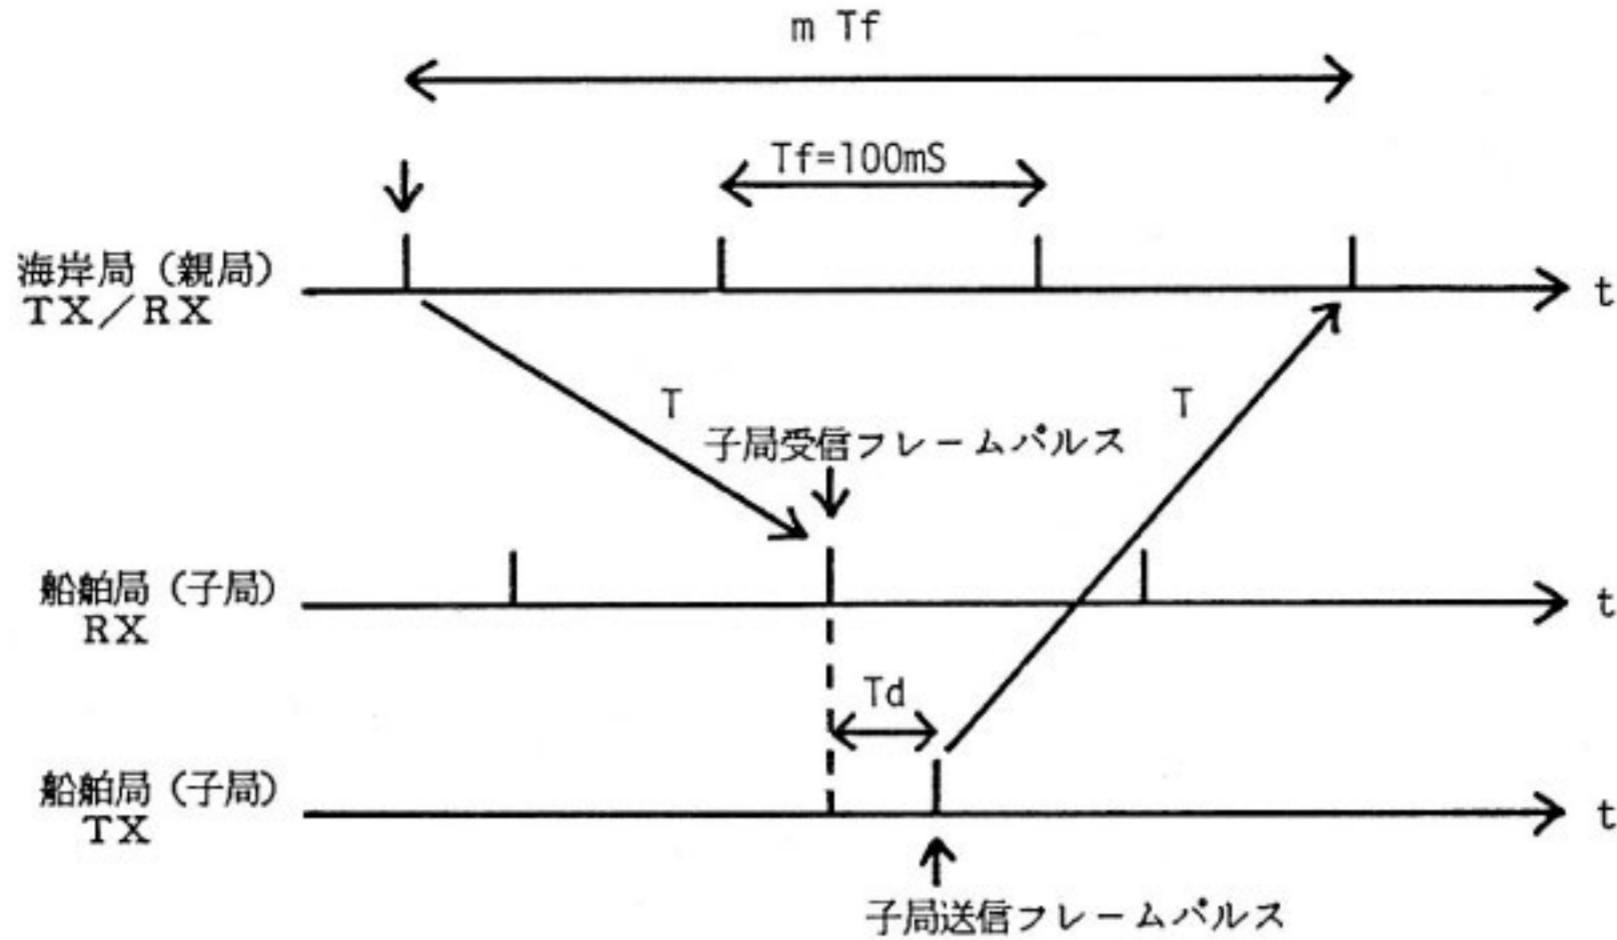 m Tf
Tf=100mS
海岸局（親局）
ＴＸ／ＲＸ
t
T
T
子局受信フレームパルス
船舶局（子局）
ＲＸ
t
Td
船舶局（子局）
ＴＸ
t
子局送信フレームパルス